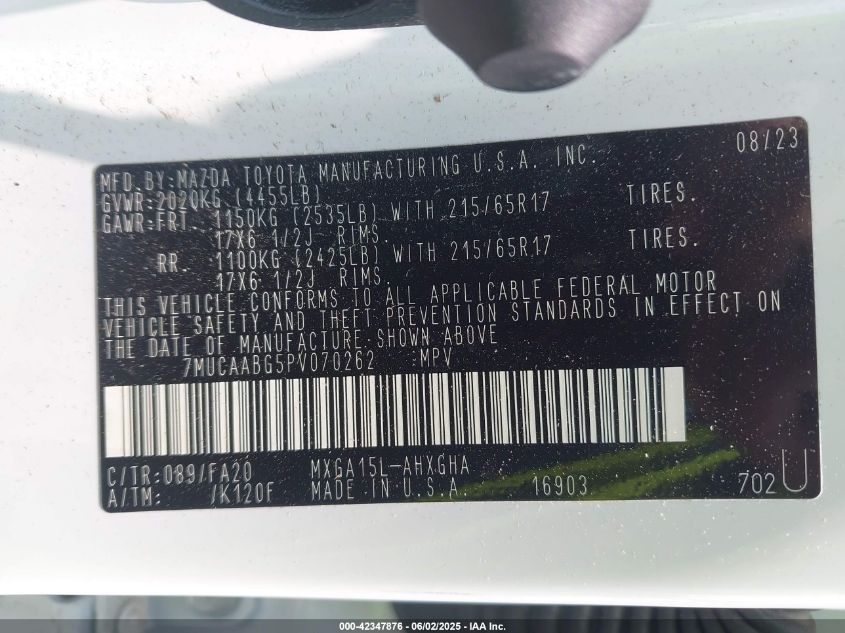 MFD.BY:MAZDA TOYOTA MANUFACTURING U.S.A. INC. 08/23
GVWR:2020KG (4455LB)
GAWR:FRT. 1150KG (2535LB) WITH 215/65R17 TIRES.
17X6 1/2J RIMS.
RR. 1100KG (2425LB) WITH 215/65R17 TIRES.
17X6 1/2J RIMS.
THIS VEHICLE CONFORMS TO ALL APPLICABLE FEDERAL MOTOR
VEHICLE SAFETY AND THEFT PREVENTION STANDARDS IN EFFECT ON
THE DATE OF MANUFACTURE SHOWN ABOVE
7MUCAABG5PV070262 MPV
C/TR:089/FA20 MXGA15L-AHXGHA
A/TM: /K120F MADE IN U.S.A. 16903 702U
000-42347876 | 06/02/2025 - IAA Inc.